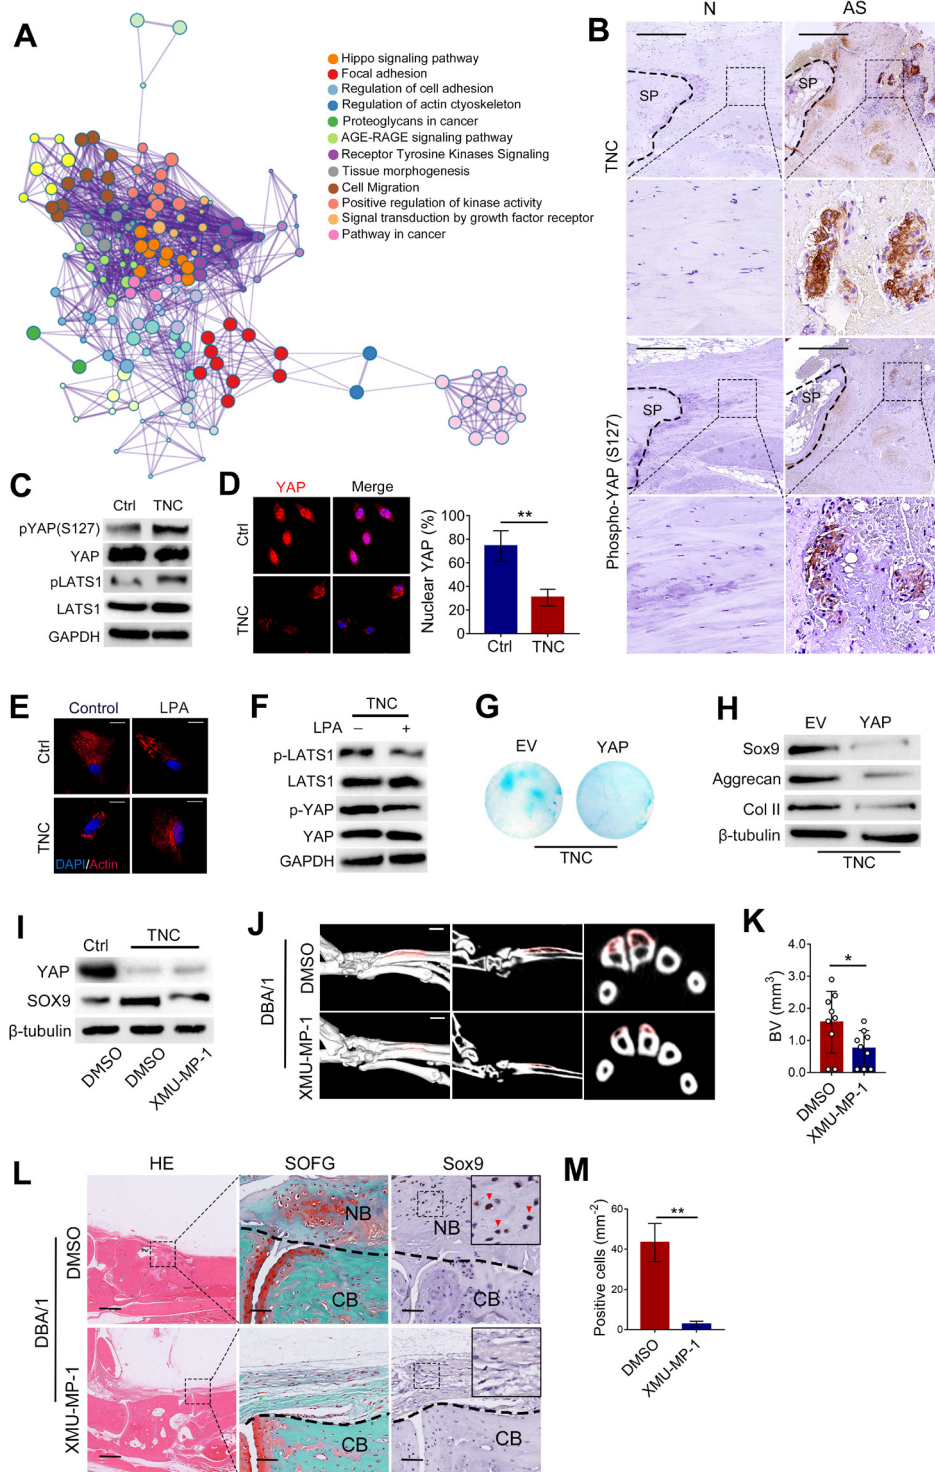 A
Hippo signaling pathway
Focal adhesion
Regulation of cell adhesion
Regulation of actin ctyoskeleton
Proteoglycans in cancer
AGE-RAGE signaling pathway
Receptor Tyrosine Kinases Signaling
Tissue morphogenesis
Cell Migration
Positive regulation of kinase activity
Signal transduction by growth factor receptor
Pathway in cancer
B
N AS
TNC
SP SP
Phospho-YAP (S127)
SP SP
C
Ctrl TNC
pYAP(S127)
YAP
pLATS1
LATS1
GAPDH
D
YAP Merge
Ctrl
TNC
Nuclear YAP (%)
100
80
60
40
20
0
**
Ctrl TNC
E
Control LPA
Ctrl
TNC
DAPI/Actin
F
TNC
LPA – +
p-LATS1
LATS1
p-YAP
YAP
GAPDH
G
EV YAP
TNC
H
EV YAP
Sox9
Aggrecan
Col II
β-tubulin
TNC
I
Ctrl TNC
YAP
SOX9
β-tubulin
DMSO DMSO XMU-MP-1
J
DBA/1
DMSO
XMU-MP-1
K
BV (mm³)
4.0
3.0
2.0
1.0
0.0
*
DMSO XMU-MP-1
L
HE SOFG Sox9
DBA/1
DMSO
NB NB
CB CB
XMU-MP-1
CB CB
M
Positive cells (mm⁻²)
60
40
20
0
**
DMSO XMU-MP-1